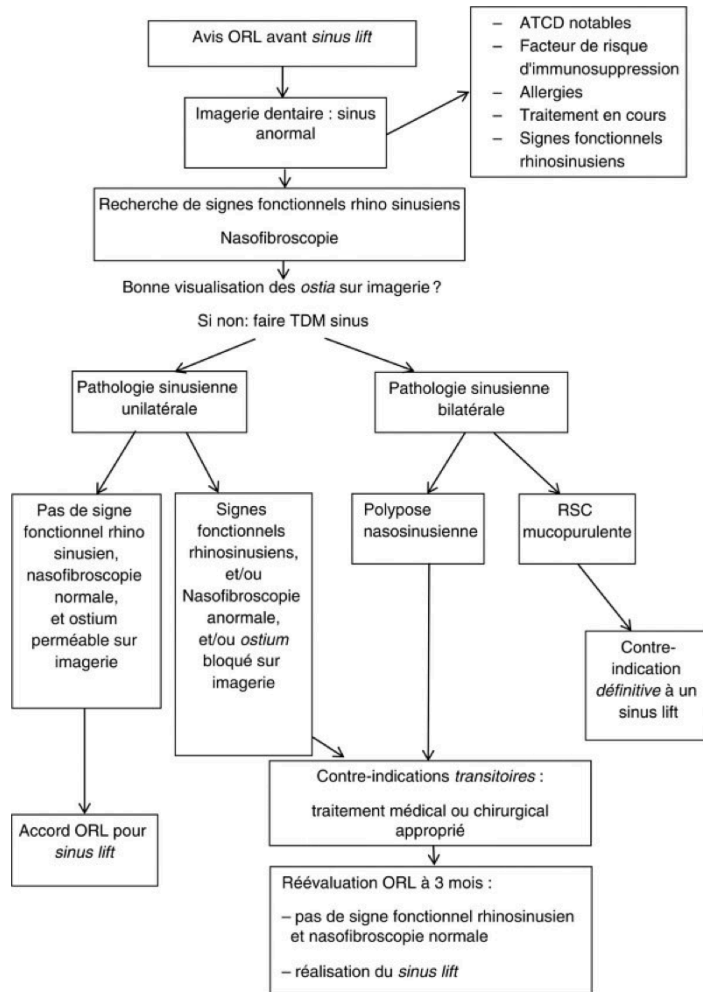 Avis ORL avant sinus lift
– ATCD notables
– Facteur de risque
d'immunosuppression
– Allergies
– Traitement en cours
– Signes fonctionnels
rhinosinusiens
Imagerie dentaire : sinus
anormal
Recherche de signes fonctionnels rhino sinusiens
Nasofibroscopie
Bonne visualisation des ostia sur imagerie ?
Si non: faire TDM sinus
Pathologie sinusienne
unilatérale
Pathologie sinusienne
bilatérale
Pas de signe
fonctionnel rhino
sinusien,
nasofibroscopie
normale,
et ostium
perméable sur
imagerie
Signes
fonctionnels
rhinosinusiens,
et/ou
Nasofibroscopie
anormale,
et/ou ostium
bloqué sur
imagerie
Polypose
nasosinusienne
RSC
mucopurulente
Contre-
indication
définitive à un
sinus lift
Accord ORL pour
sinus lift
Contre-indications transitoires :
traitement médical ou chirurgical
approprié
Réévaluation ORL à 3 mois :
– pas de signe fonctionnel rhinosinusien
et nasofibroscopie normale
– réalisation du sinus lift